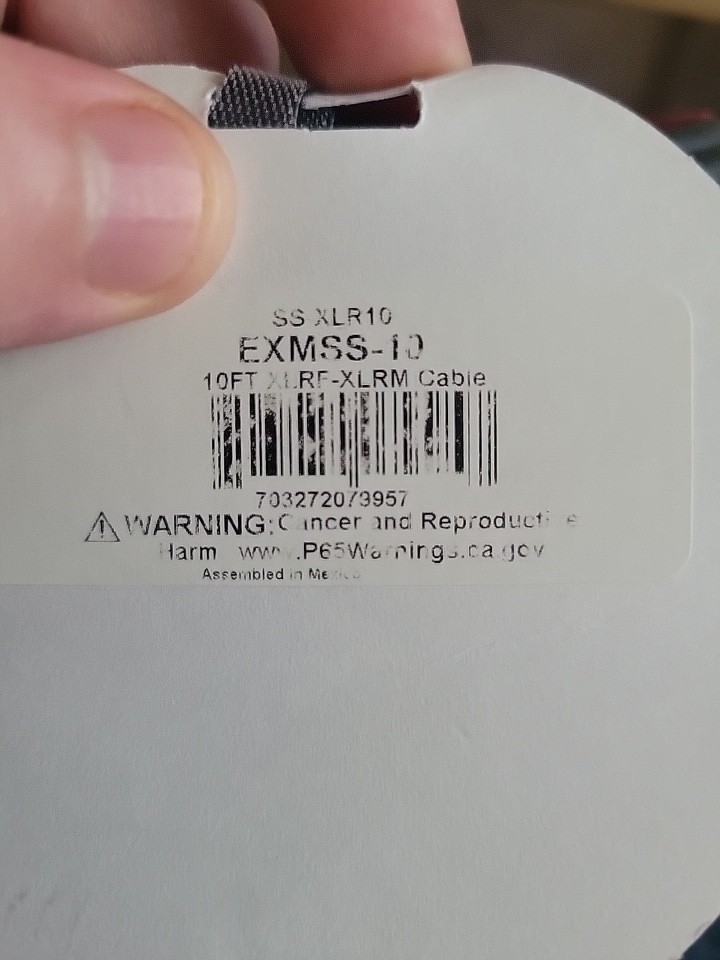 SS XLR10
EXMSS-10
10FT XLRF-XLRM Cable
703272073957
WARNING: Cancer and Reproductive
Harm www.P65Warnings.ca.gov
Assembled in Mexico